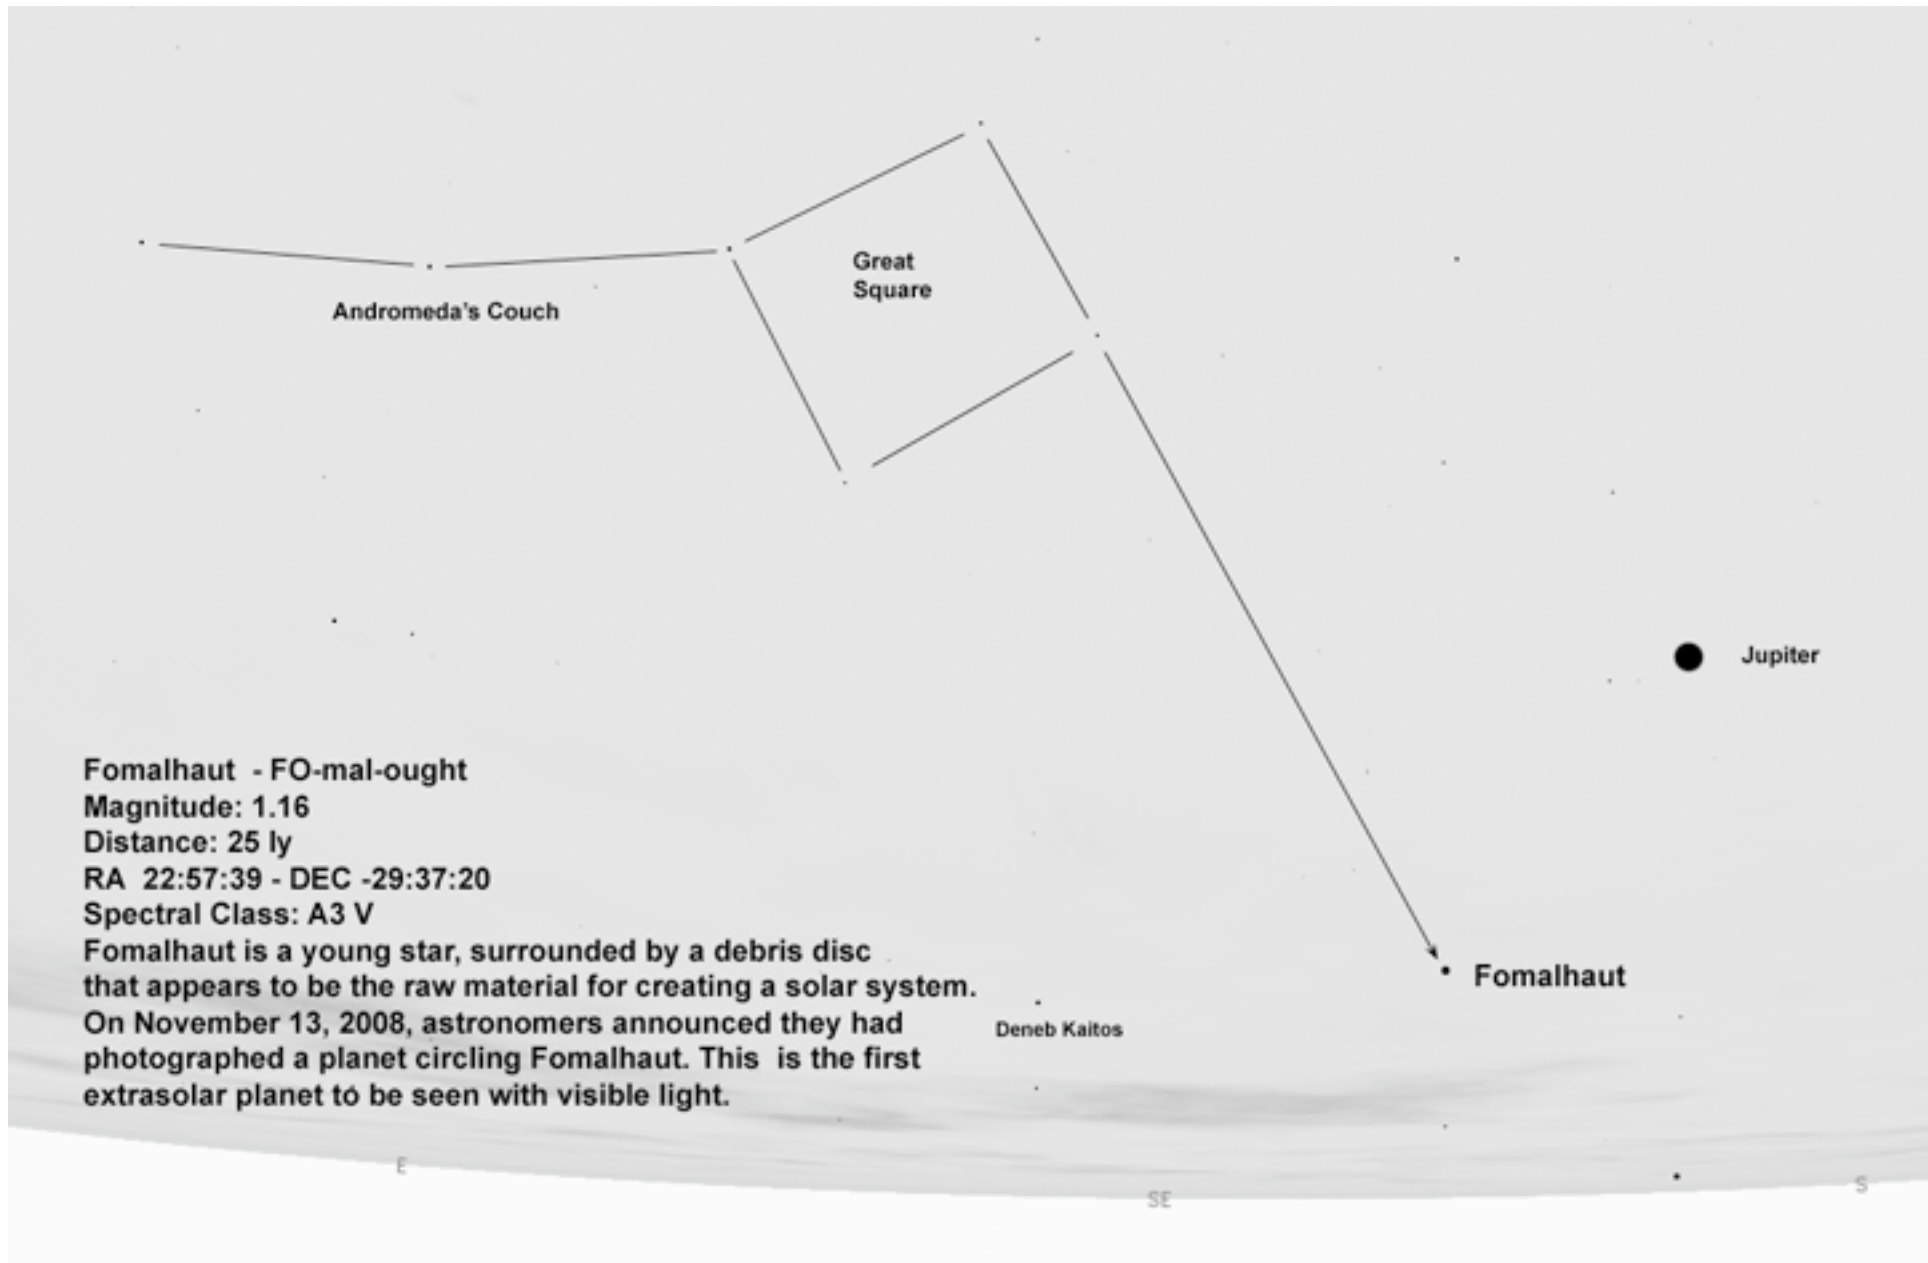 Great
Square
Andromeda's Couch
Jupiter
Fomalhaut - FO-mal-ought
Magnitude: 1.16
Distance: 25 ly
RA 22:57:39 - DEC -29:37:20
Spectral Class: A3 V
Fomalhaut is a young star, surrounded by a debris disc
that appears to be the raw material for creating a solar system.
On November 13, 2008, astronomers announced they had
photographed a planet circling Fomalhaut. This is the first
extrasolar planet to be seen with visible light.
Fomalhaut
Deneb Kaitos
E
SE
S